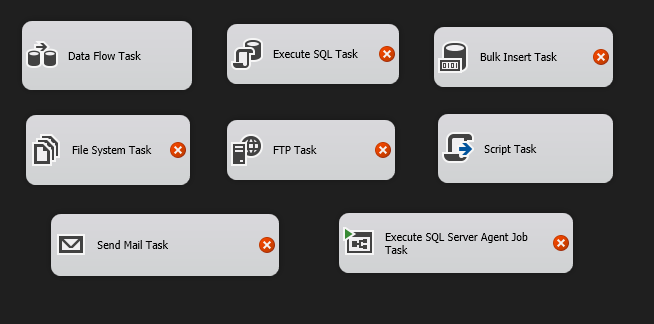 Data Flow Task
Execute SQL Task
Bulk Insert Task
0101
File System Task
FTP Task
Script Task
Send Mail Task
Execute SQL Server Agent Job
Task